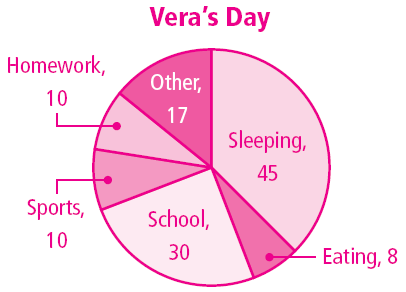 Vera's Day
Homework,
10
Other,
17
Sleeping,
45
Sports,
10
School,
30
Eating, 8